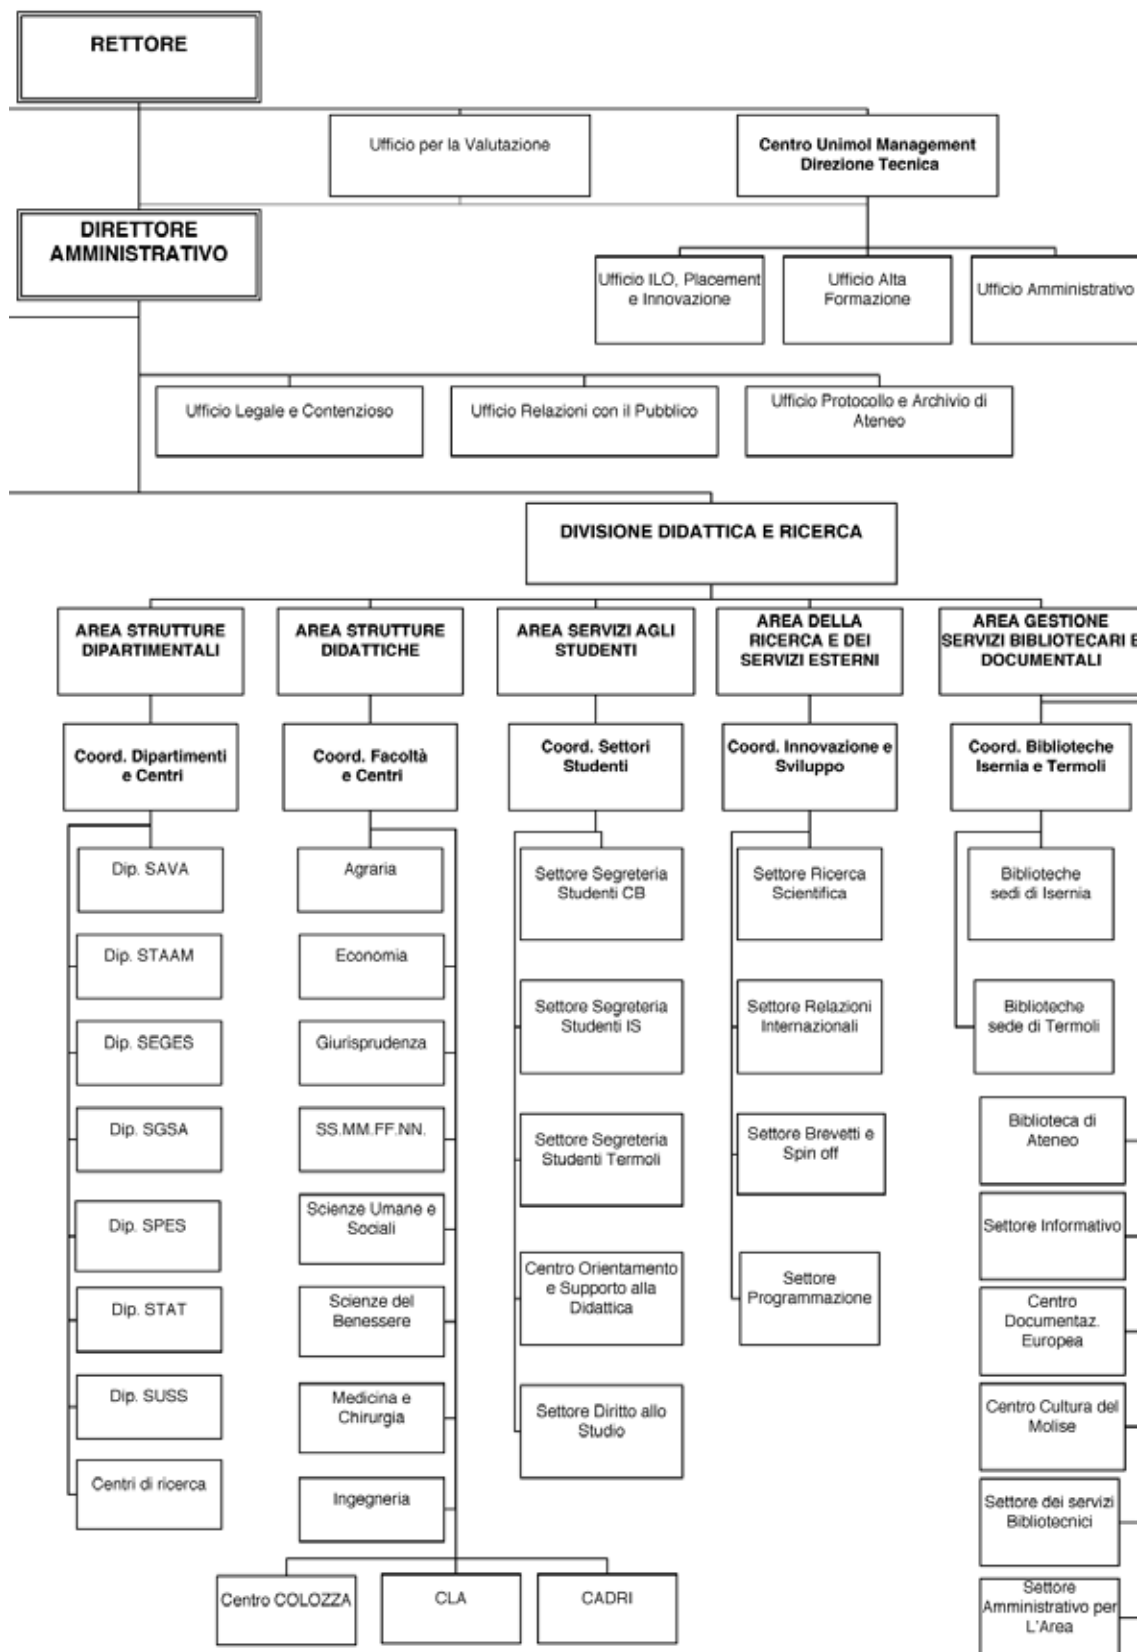 RETTORE
Ufficio per la Valutazione
Centro Unimol Management
Direzione Tecnica
DIRETTORE
AMMINISTRATIVO
Ufficio ILO, Placement
e Innovazione
Ufficio Alta
Formazione
Ufficio Amministrativo
Ufficio Legale e Contenzioso
Ufficio Relazioni con il Pubblico
Ufficio Protocollo e Archivio di
Ateneo
DIVISIONE DIDATTICA E RICERCA
AREA STRUTTURE
DIPARTIMENTALI
AREA STRUTTURE
DIDATTICHE
AREA SERVIZI AGLI
STUDENTI
AREA DELLA
RICERCA E DEI
SERVIZI ESTERNI
AREA GESTIONE
SERVIZI BIBLIOTECARI E
DOCUMENTALI
Coord. Dipartimenti
e Centri
Coord. Facoltà
e Centri
Coord. Settori
Studenti
Coord. Innovazione e
Sviluppo
Coord. Biblioteche
Isernia e Termoli
Dip. SAVA
Dip. STAAM
Dip. SEGES
Dip. SGSA
Dip. SPES
Dip. STAT
Dip. SUSS
Centri di ricerca
Agraria
Economia
Giurisprudenza
SS.MM.FF.NN.
Scienze Umane e
Sociali
Scienze del
Benessere
Medicina e
Chirurgia
Ingegneria
Centro COLOZZA
CLA
CADRI
Settore Segreteria
Studenti CB
Settore Segreteria
Studenti IS
Settore Segreteria
Studenti Termoli
Centro Orientamento
e Supporto alla
Didattica
Settore Diritto allo
Studio
Settore Ricerca
Scientifica
Settore Relazioni
Internazionali
Settore Brevetti e
Spin off
Settore
Programmazione
Biblioteche
sedi di Isernia
Biblioteche
sede di Termoli
Biblioteca di
Ateneo
Settore Informativo
Centro
Documentaz.
Europea
Centro Cultura del
Molise
Settore dei servizi
Bibliotecnici
Settore
Amministrativo per
L'Area